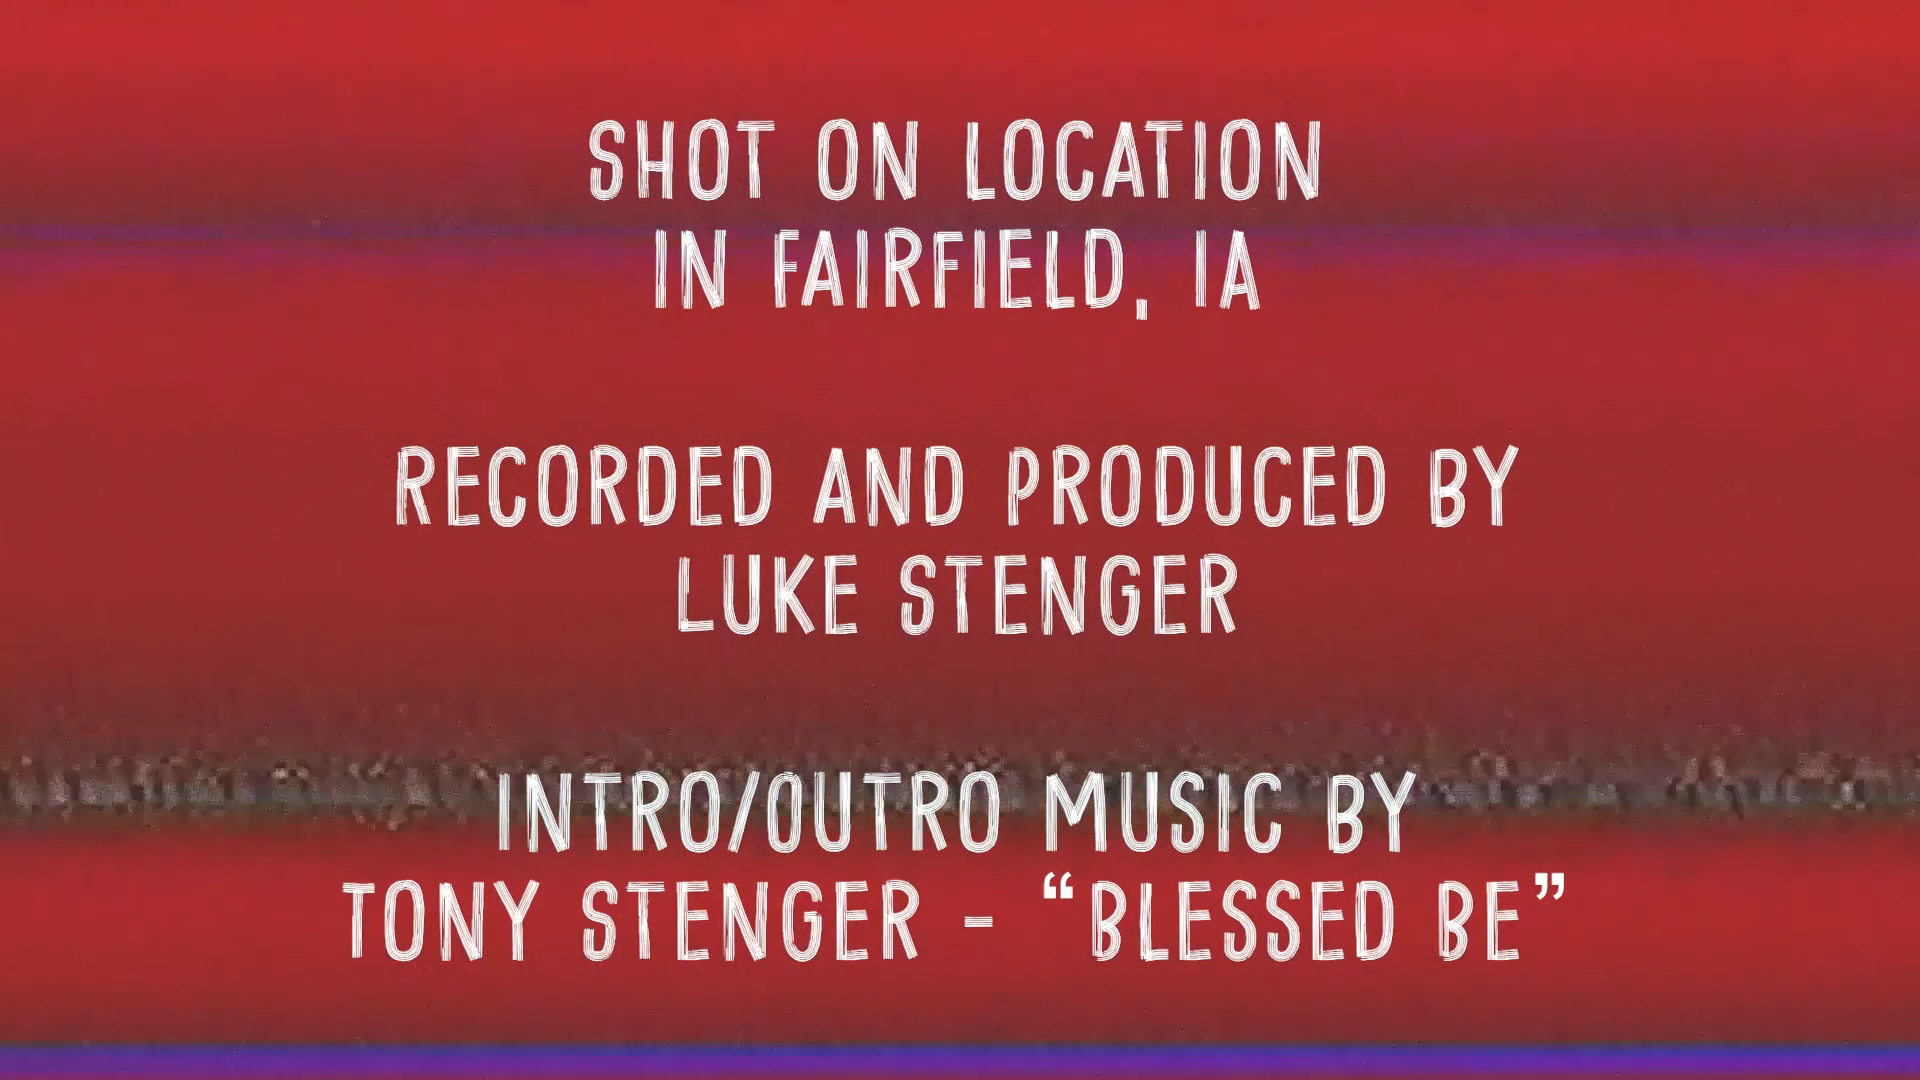 SHOT ON LOCATION
IN FAIRFIELD, IA
RECORDED AND PRODUCED BY
LUKE STENGER
INTRO/OUTRO MUSIC BY
TONY STENGER - “BLESSED BE”